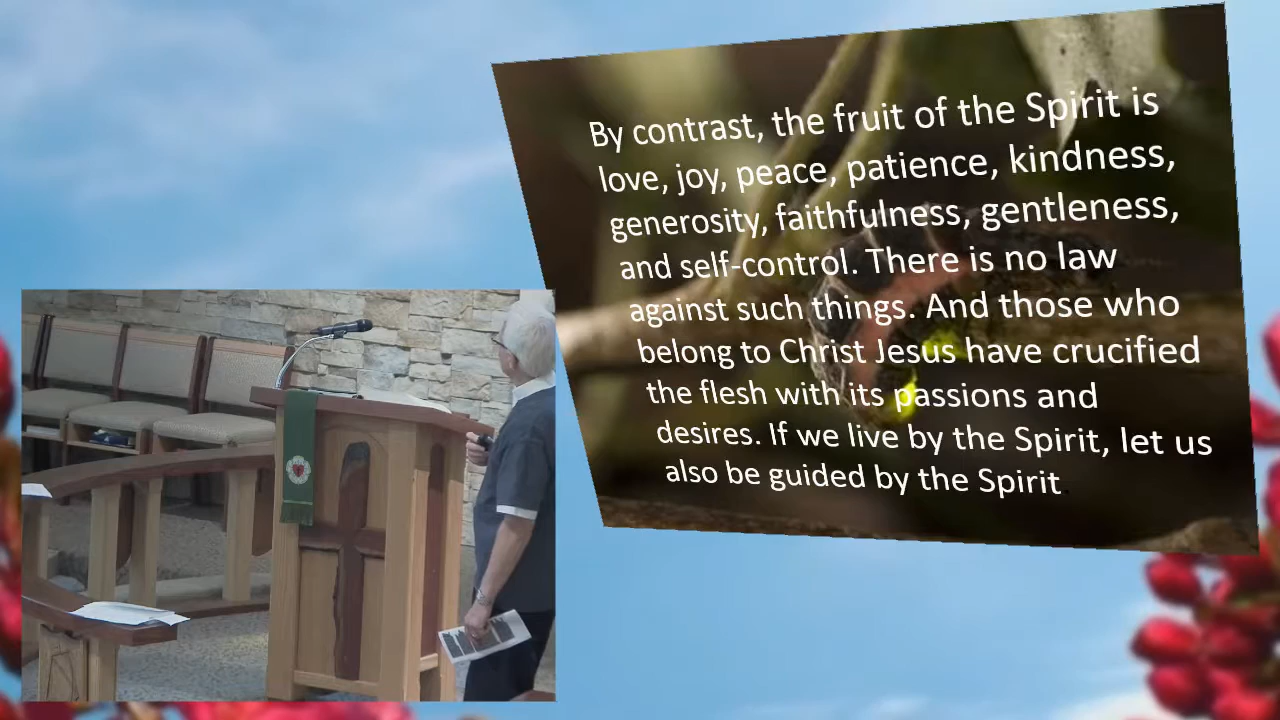 By contrast, the fruit of the Spirit is
love, joy, peace, patience, kindness,
generosity, faithfulness, gentleness,
and self-control. There is no law
against such things. And those who
belong to Christ Jesus have crucified
the flesh with its passions and
desires. If we live by the Spirit, let us
also be guided by the Spirit.